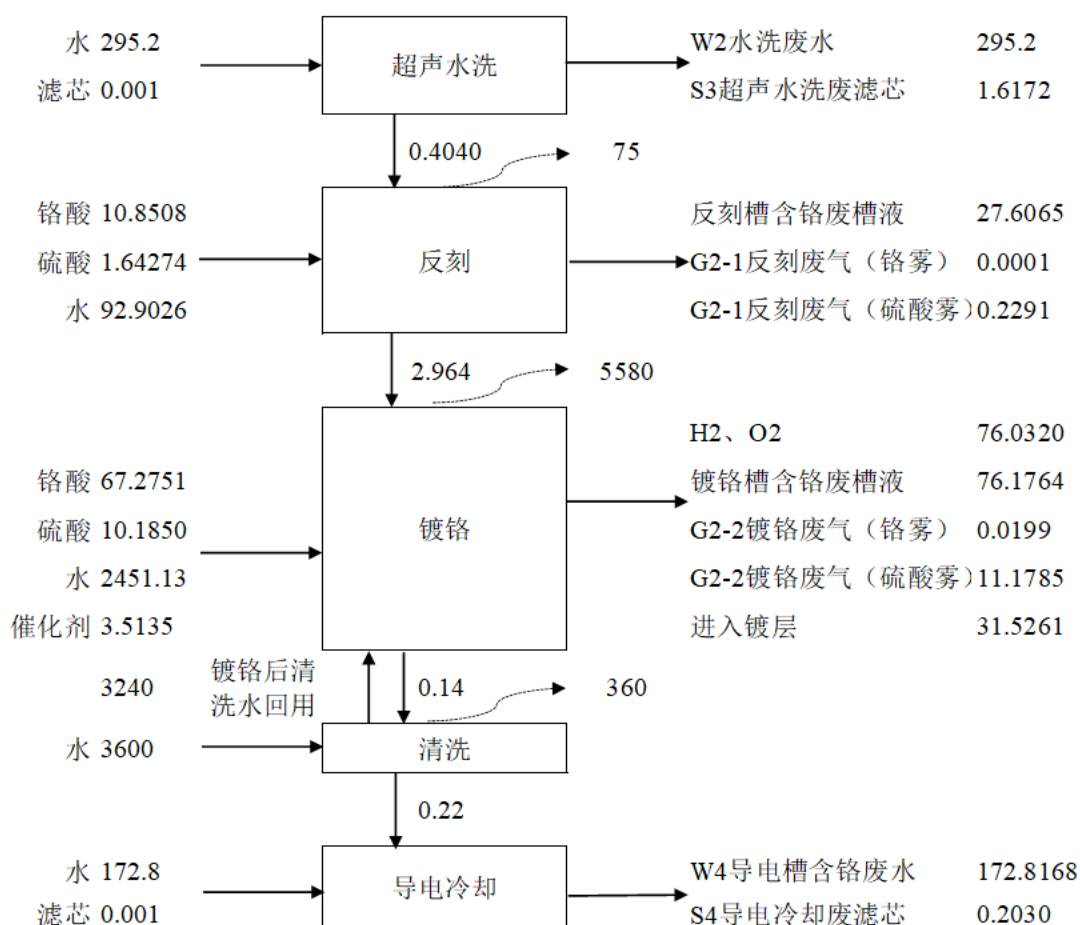 水 295.2
滤芯 0.001
超声水洗
W2水洗废水 295.2
S3超声水洗废滤芯 1.6172
0.4040
75
铬酸 10.8508
硫酸 1.64274
水 92.9026
反刻
反刻槽含铬废槽液 27.6065
G2-1反刻废气（铬雾） 0.0001
G2-1反刻废气（硫酸雾）0.2291
2.964
5580
铬酸 67.2751
硫酸 10.1850
水 2451.13
催化剂 3.5135
镀铬
H2、O2 76.0320
镀铬槽含铬废槽液 76.1764
G2-2镀铬废气（铬雾） 0.0199
G2-2镀铬废气（硫酸雾）11.1785
进入镀层 31.5261
3240
镀铬后清
洗水回用
0.14
360
水 3600
清洗
0.22
水 172.8
滤芯 0.001
导电冷却
W4导电槽含铬废水 172.8168
S4导电冷却废滤芯 0.2030